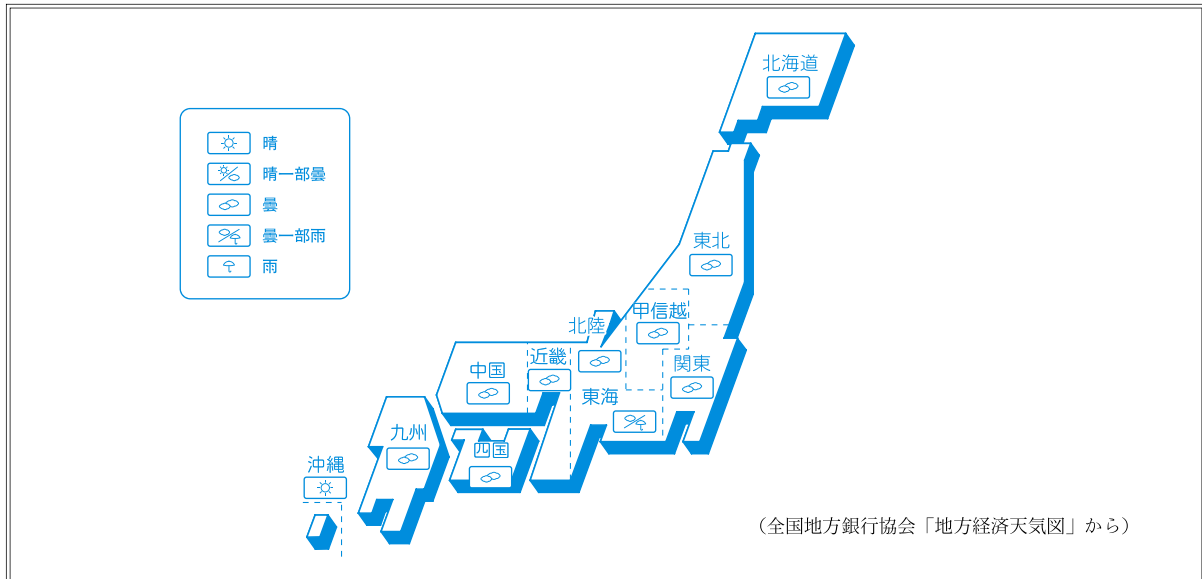 北海道
晴
晴一部曇
曇
曇一部雨
雨
東北
甲信越
北陸
近畿
関東
中国
東海
九州
四国
沖縄
(全国地方銀行協会「地方経済天気図」から)